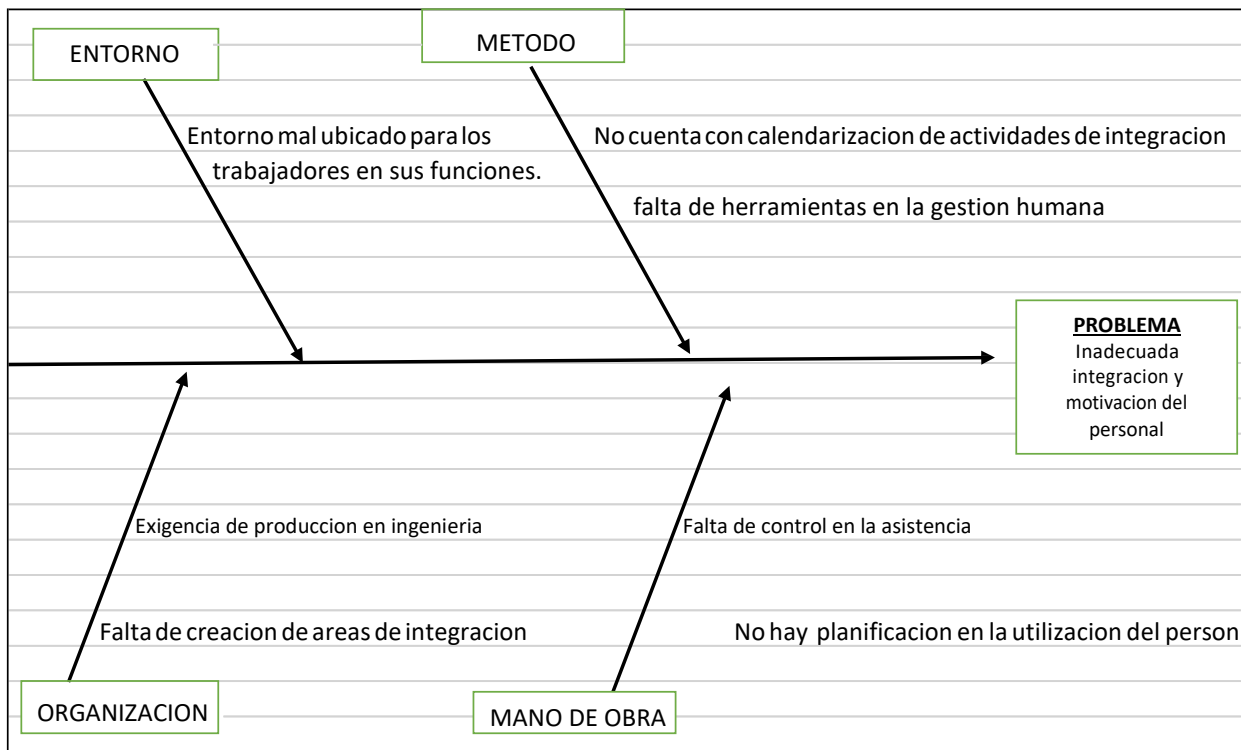 ENTORNO
METODO
Entorno mal ubicado para los
trabajadores en sus funciones.
No cuenta con calendarizacion de actividades de integracion
falta de herramientas en la gestion humana
PROBLEMA
Inadecuada
integracion y
motivacion del
personal
Exigencia de produccion en ingenieria
Falta de control en la asistencia
Falta de creacion de areas de integracion
No hay planificacion en la utilizacion del person
ORGANIZACION
MANO DE OBRA